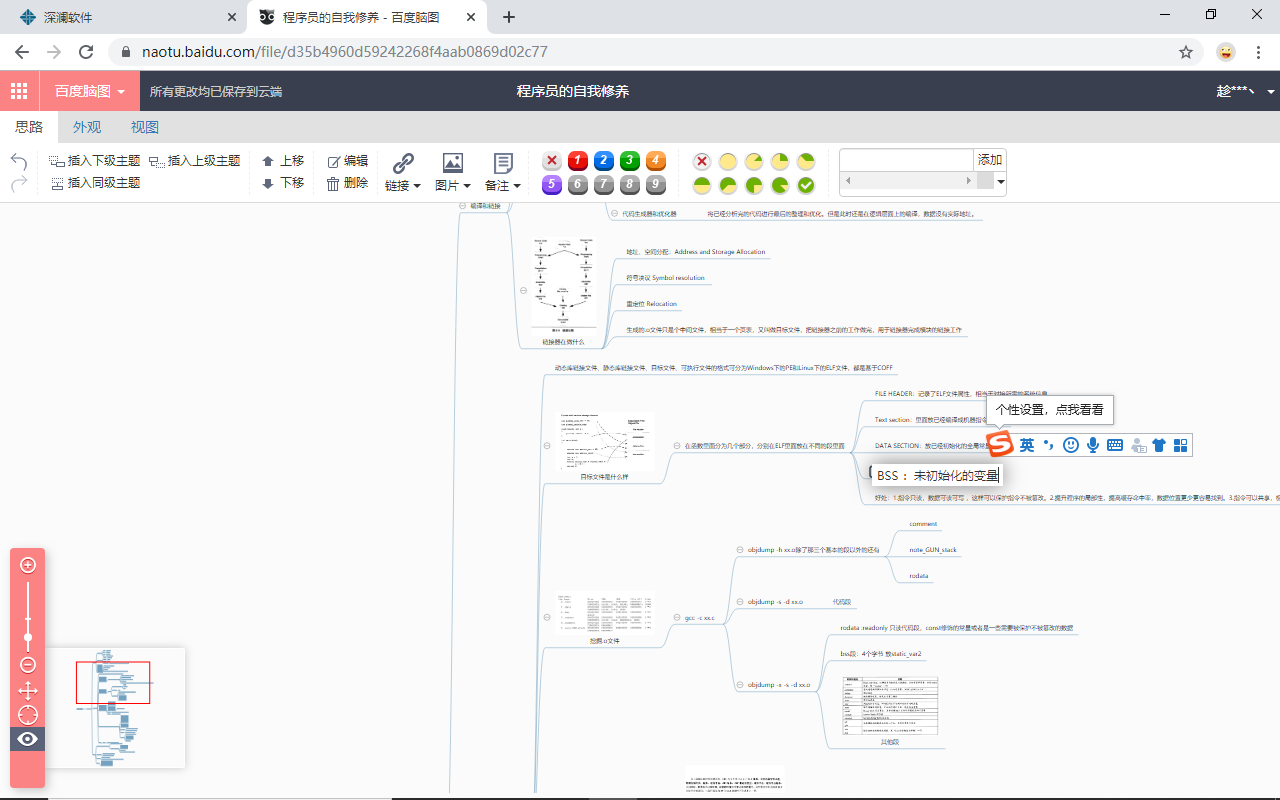 深澜软件
程序员的自我修养 - 百度脑图
naotu.baidu.com/file/d35b4960d59242268f4aab0869d02c77
百度脑图 所有更改均已保存到云端 程序员的自我修养 趁***丶
思路 外观 视图
插入下级主题 插入上级主题 上移 编辑
插入同级主题 下移 删除
链接 图片 备注
1 2 3 4
5 6 7 8 9
添加
编译和链接
代码生成器和优化器 将已经分析完的代码进行最后的整理和优化。但是此时还是在逻辑层面上的编译，数据没有实际地址。
地址、空间分配：Address and Storage Allocation
符号决议 Symbol resolution
重定位 Relocation
生成的.o文件只是个中间文件，相当于一个页表，又叫做目标文件，把链接器之前的工作做完，用于链接器完成模块的链接工作
链接器在做什么
动态库链接文件、静态库链接文件、目标文件、可执行文件的格式可分为Windows下的PE和Linux下的ELF文件，都是基于COFF
FILE HEADER：记录了ELF文件属性，相当于对接运营的系统信息
个性设置，点我看看
Text section：里面放已经编译成机器指令
在函数里面分为几个部分，分别在ELF里面放在不同的段里面
DATA SECTION：放已经初始化的全局常量
英
目标文件是什么样
BSS ：未初始化的变量
好处：1.指令只读，数据可读可写 ，这样可以保护指令不被篡改。2.提升程序的局部性，提高缓存命中率，数据位置更少更容易找到。3.指令可以共享，
comment
objdump -h xx.o除了那三个基本的段以外的还有
note_GUN_stack
rodata
objdump -s -d xx.o 代码段
gcc -c xx.c
挖掘.o文件
rodata :readonly 只读代码段，const修饰的常量或者是一些需要被保护不被篡改的数据
bss段：4个字节 放static_var2
objdump -x -s -d xx.o
其他段